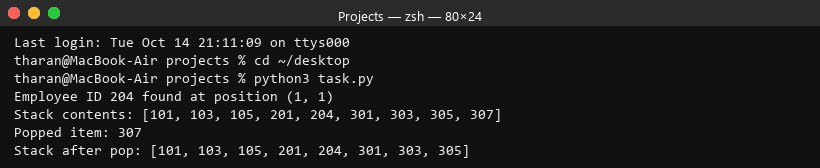 Projects — zsh — 80×24
Last login: Tue Oct 14 21:11:09 on ttys000
tharan@MacBook-Air projects % cd ~/desktop
tharan@MacBook-Air projects % python3 task.py
Employee ID 204 found at position (1, 1)
Stack contents: [101, 103, 105, 201, 204, 301, 303, 305, 307]
Popped item: 307
Stack after pop: [101, 103, 105, 201, 204, 301, 303, 305]